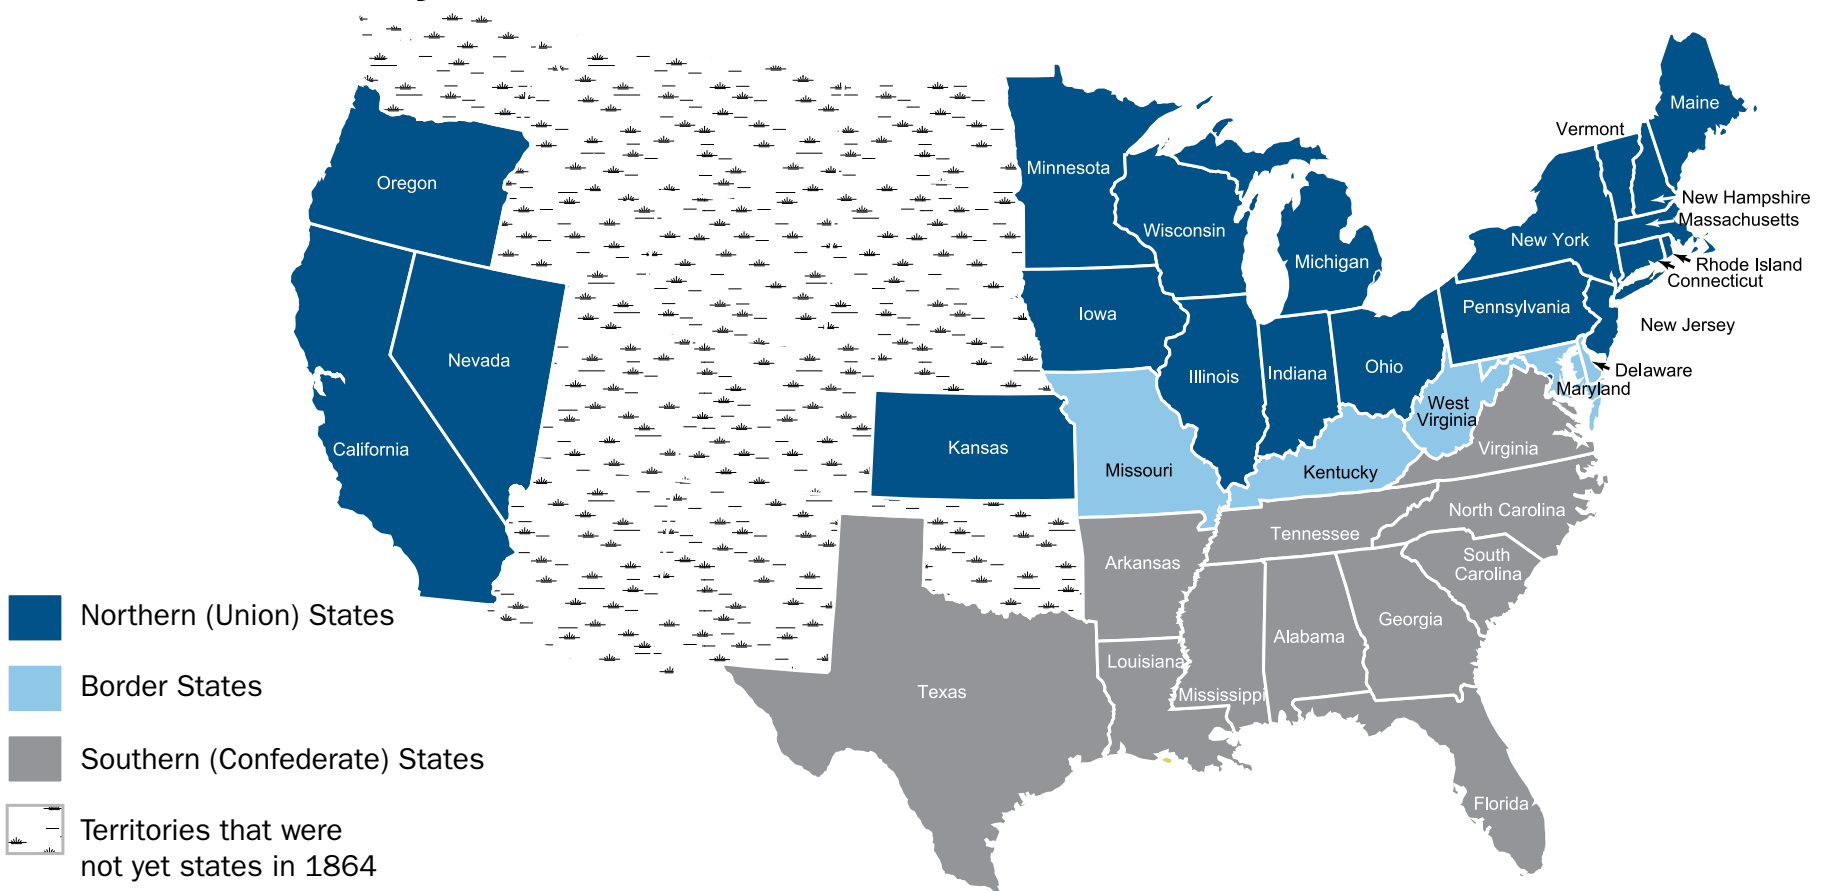 Maine
Vermont
Minnesota
Oregon
New Hampshire
Massachusetts
Wisconsin
New York
Michigan
Rhode Island
Connecticut
Pennsylvania
Iowa
New Jersey
Nevada
Ohio
Delaware
Illinois
Indiana
Maryland
West
Virginia
California
Kansas
Virginia
Missouri
Kentucky
North Carolina
Tennessee
South
Carolina
Arkansas
Georgia
Alabama
Louisiana
Texas
Mississippi
Florida
Northern (Union) States
Border States
Southern (Confederate) States
Territories that were
not yet states in 1864